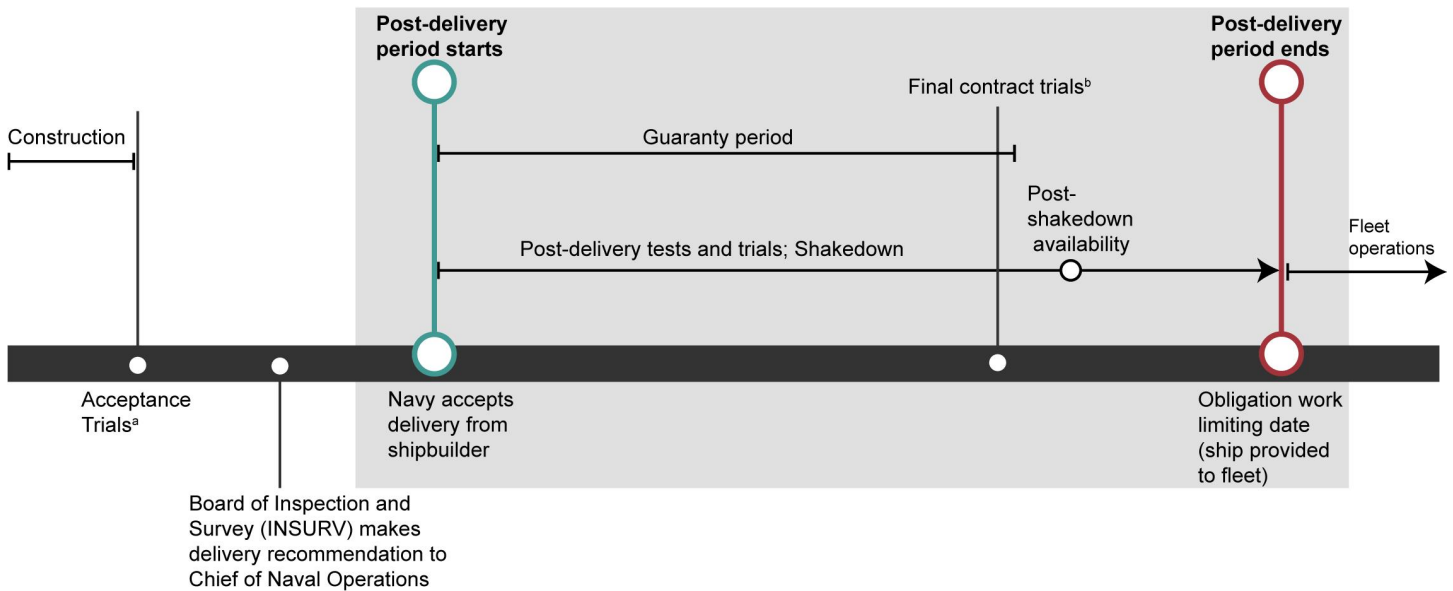 Post-delivery
period starts
Post-delivery
period ends
Final contract trialsᵇ
Construction
Guaranty period
Post-
shakedown
availability
Post-delivery tests and trials; Shakedown
Fleet
operations
Acceptance
Trialsᵃ
Navy accepts
delivery from
shipbuilder
Obligation work
limiting date
(ship provided
to fleet)
Board of Inspection and
Survey (INSURV) makes
delivery recommendation to
Chief of Naval Operations